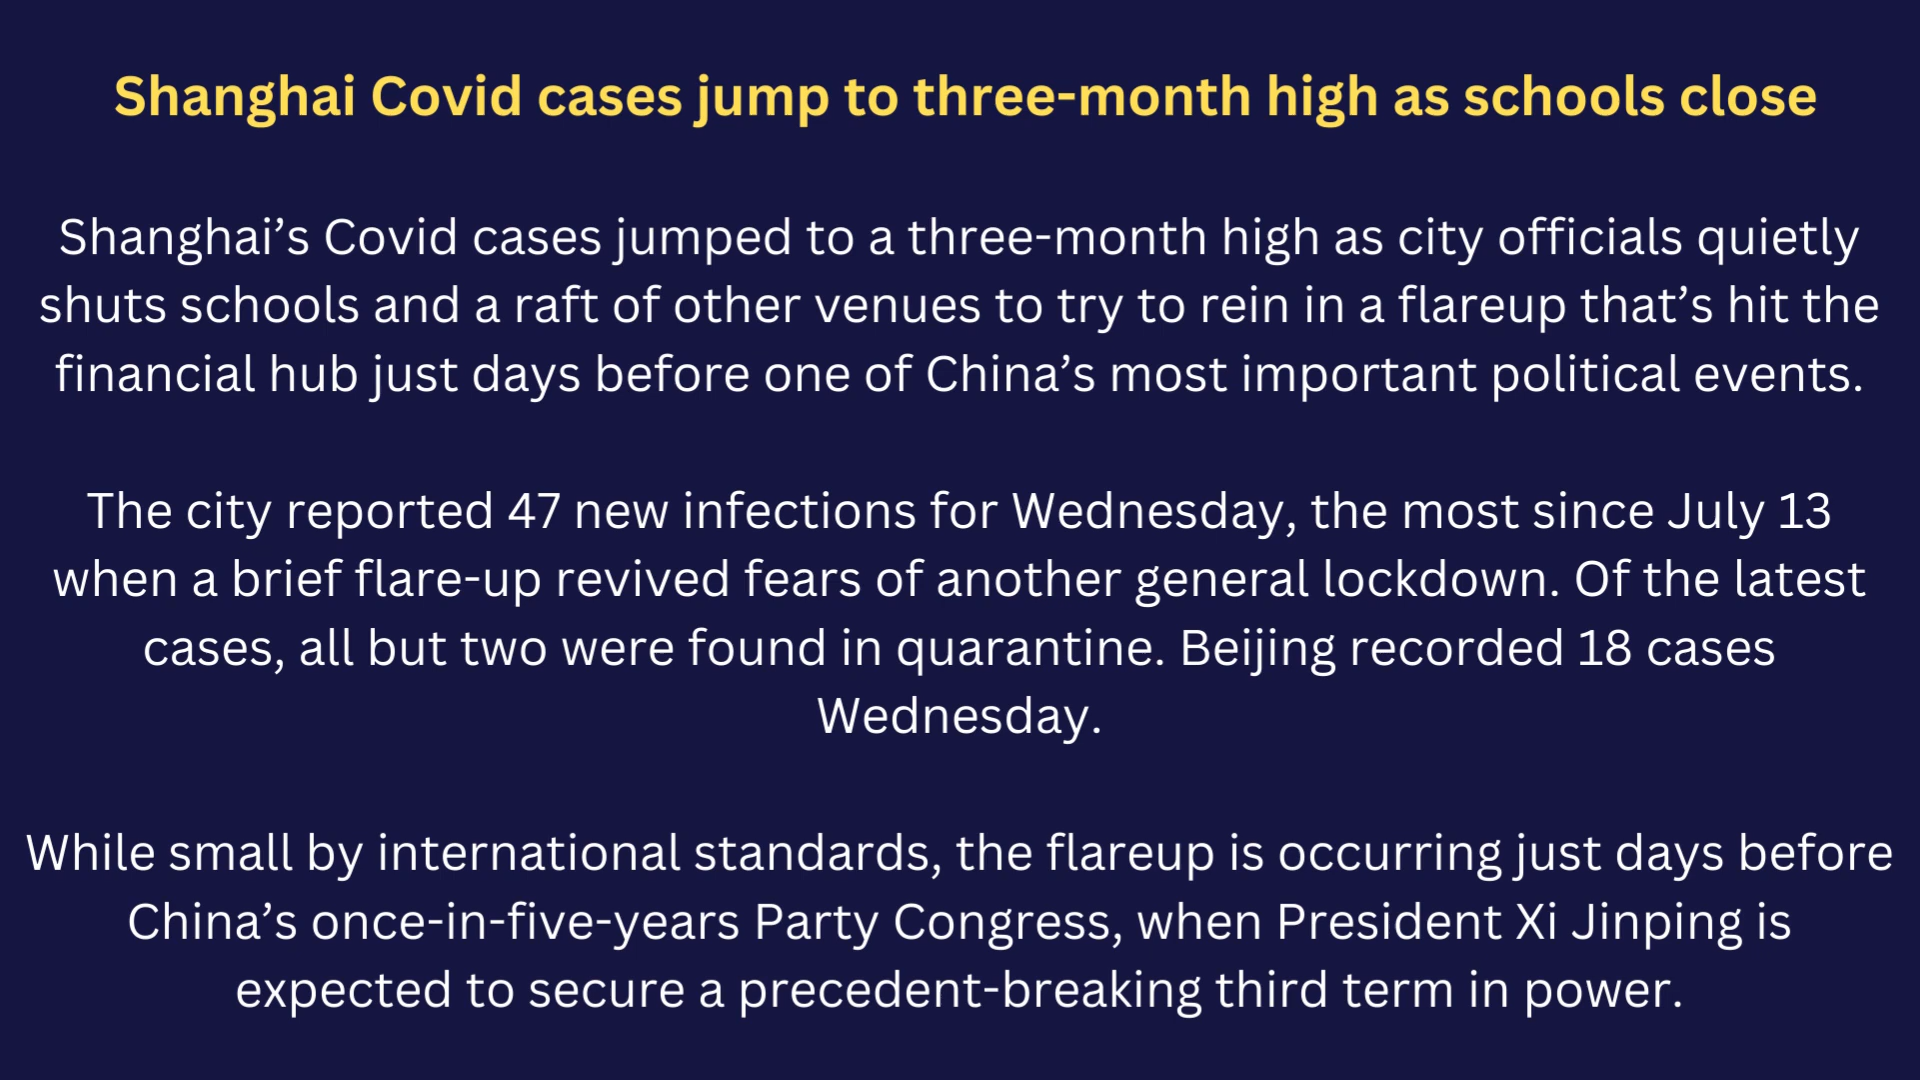 Shanghai Covid cases jump to three-month high as schools close
Shanghai’s Covid cases jumped to a three-month high as city officials quietly
shuts schools and a raft of other venues to try to rein in a flareup that’s hit the
financial hub just days before one of China’s most important political events.
The city reported 47 new infections for Wednesday, the most since July 13
when a brief flare-up revived fears of another general lockdown. Of the latest
cases, all but two were found in quarantine. Beijing recorded 18 cases
Wednesday.
While small by international standards, the flareup is occurring just days before
China’s once-in-five-years Party Congress, when President Xi Jinping is
expected to secure a precedent-breaking third term in power.